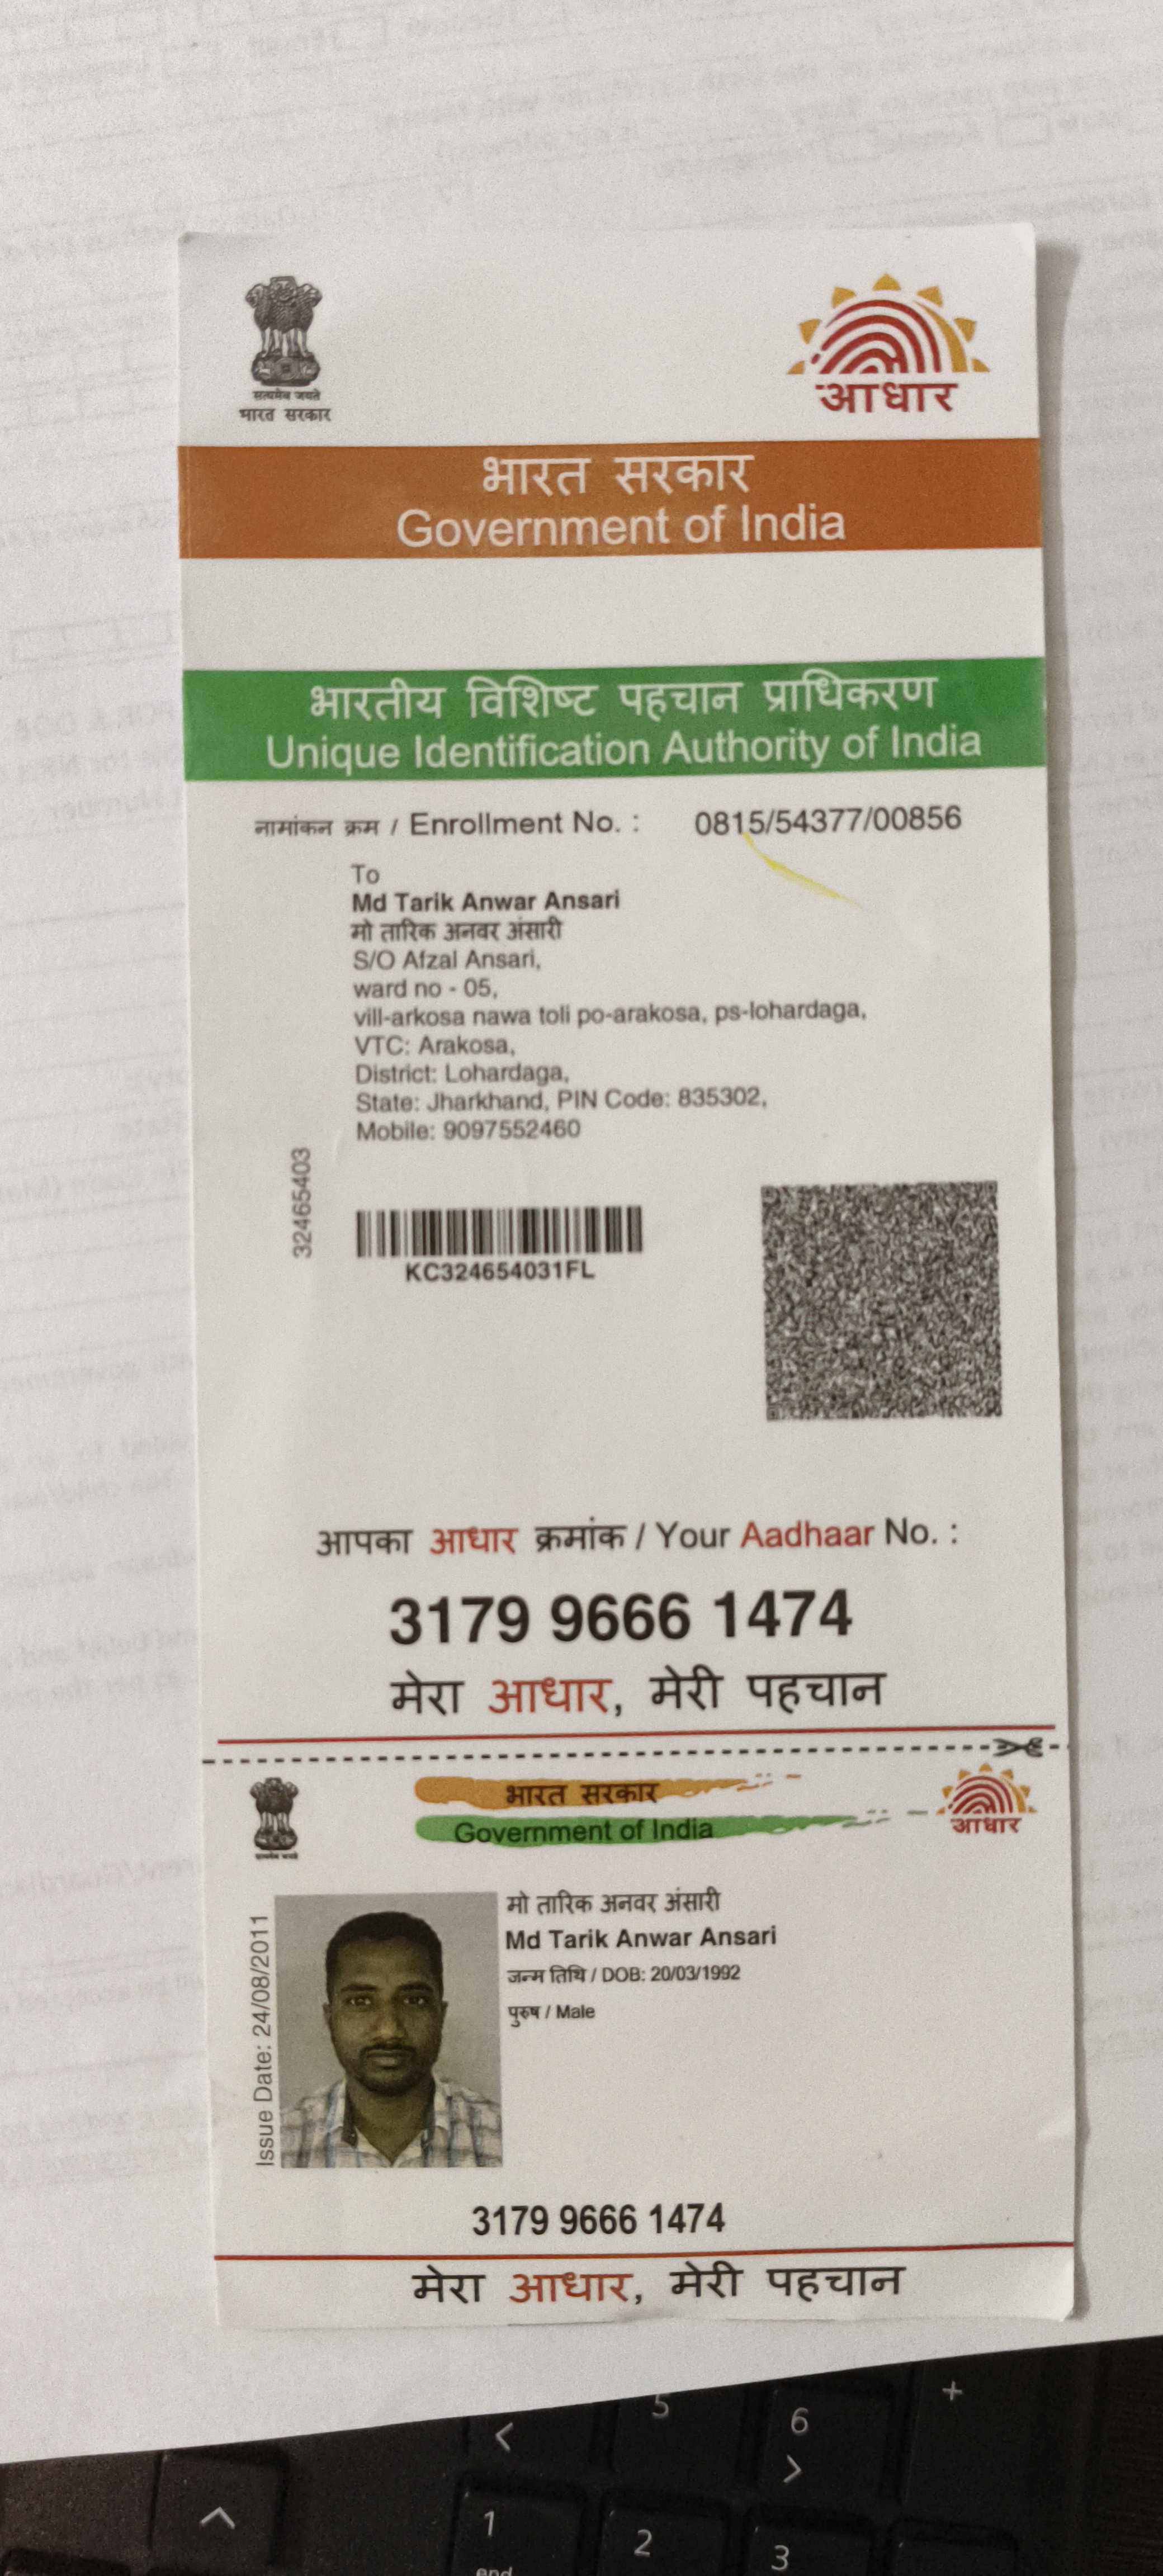 सत्यमेव जयते
भारत सरकार
आधार
भारत सरकार
Government of India
भारतीय विशिष्ट पहचान प्राधिकरण
Unique Identification Authority of India
नामांकन क्रम / Enrollment No. : 0815/54377/00856
To
Md Tarik Anwar Ansari
मो तारिक अनवर अंसारी
S/O Afzal Ansari,
ward no - 05,
vill-arkosa nawa toli po-arakosa, ps-lohardaga,
VTC: Arakosa,
District: Lohardaga,
State: Jharkhand, PIN Code: 835302,
Mobile: 9097552460
32465403
KC324654031FL
आपका आधार क्रमांक / Your Aadhaar No. :
3179 9666 1474
मेरा आधार, मेरी पहचान
भारत सरकार
Government of India
आधार
Issue Date: 24/08/2011
मो तारिक अनवर अंसारी
Md Tarik Anwar Ansari
जन्म तिथि / DOB: 20/03/1992
पुरुष / Male
3179 9666 1474
मेरा आधार, मेरी पहचान
5
+
<
6
>
^
1
2
3
end